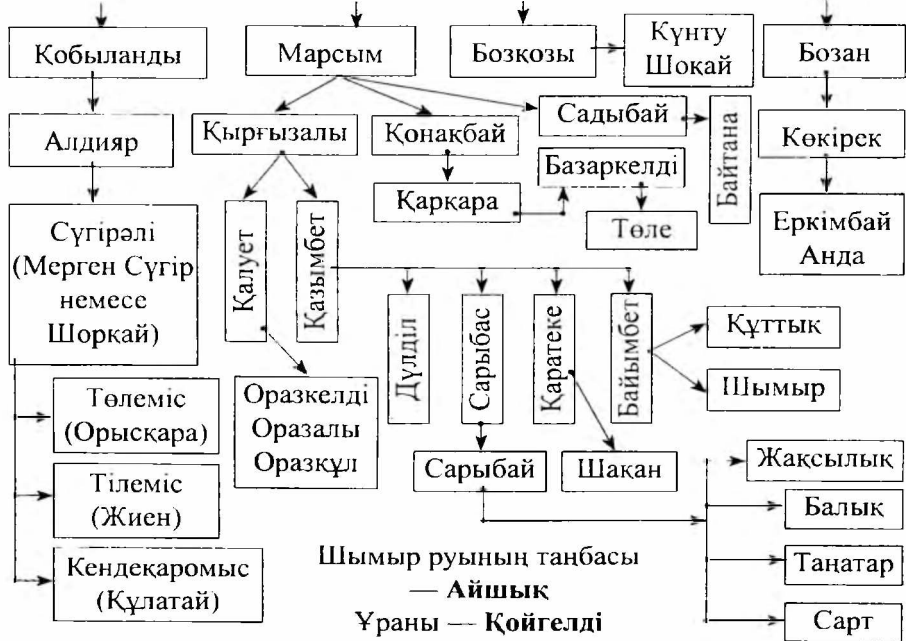 Қобыланды
Марсым
Бозқозы
Күнту
Шоқай
Бозан
Алдияр
Қырғызалы
Қонақбай
Садыбай
Байтана
Көкірек
Қарқара
Базаркелді
Төле
Еркімбай
Анда
Сүгірәлі
(Мерген Сүгір
немесе
Шорқай)
Қалует
Қазымбет
Дүлділ
Сарыбас
Қаратеке
Байымбет
Құттық
Шымыр
Төлеміс
(Орысқара)
Оразкелді
Оразалы
Оразқұл
Сарыбай
Шақан
Жақсылық
Тілеміс
(Жиен)
Балық
Кендеқаромыс
(Құлатай)
Таңатар
Сарт
Шымыр руының таңбасы
— Айшық
Ұраны — Қойгелді